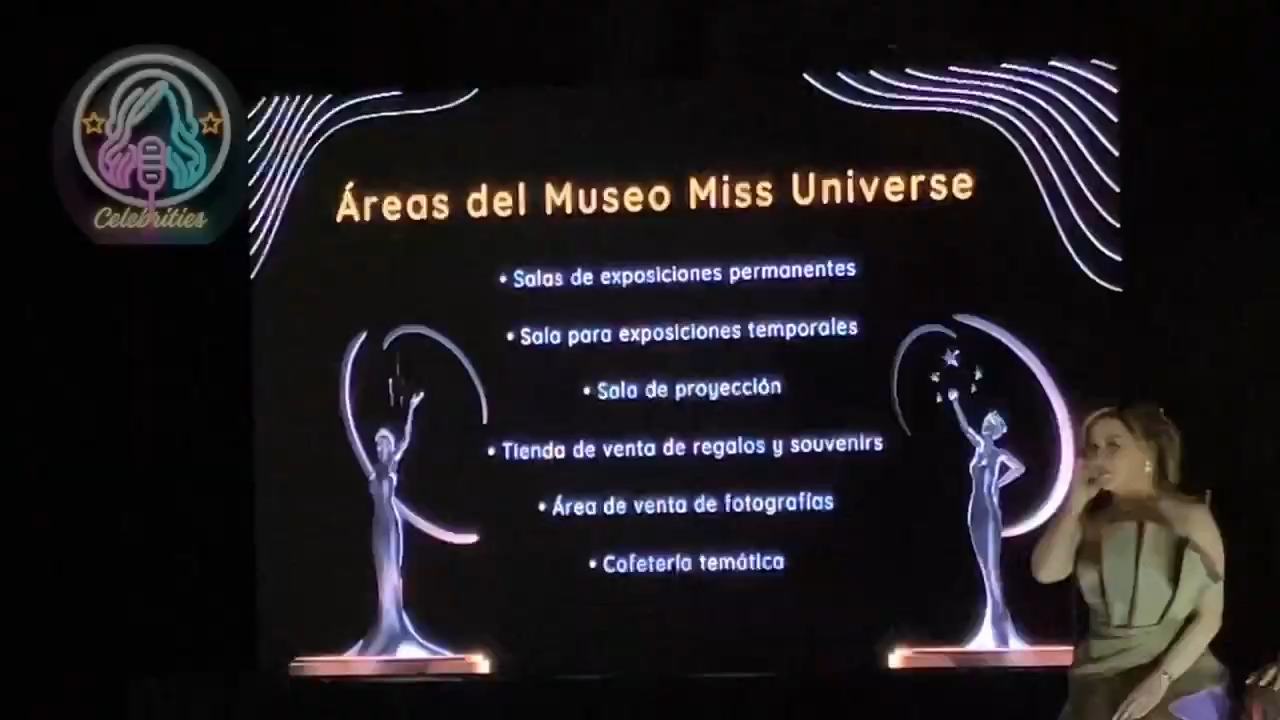 Celebrities
Áreas del Museo Miss Universe
• Salas de exposiciones permanentes
• Sala para exposiciones temporales
• Sala de proyección
• Tienda de venta de regalos y souvenirs
• Área de venta de fotografías
• Cafetería temática